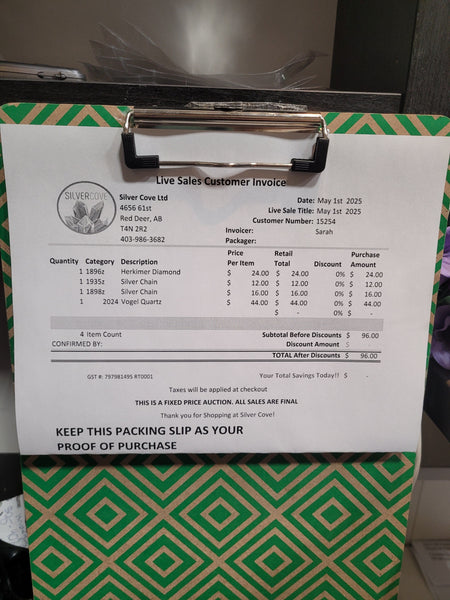 Live Sales Customer Invoice
SILVERCOVE
Silver Cove Ltd
4656 61st
Red Deer, AB
T4N 2R2
403-986-3682
Date: May 1st 2025
Live Sale Title: May 1st 2025
Customer Number: 15254
Invoicer: Sarah
Packager:
Quantity Category Description Price Per Item Retail Total Discount Purchase Amount
1 1896z Herkimer Diamond $ 24.00 $ 24.00 0% $ 24.00
1 1935z Silver Chain $ 12.00 $ 12.00 0% $ 12.00
1 1898z Silver Chain $ 16.00 $ 16.00 0% $ 16.00
1 2024 Vogel Quartz $ 44.00 $ 44.00 0% $ 44.00
$ - 0% $ -
4 Item Count Subtotal Before Discounts $ 96.00
CONFIRMED BY: Discount Amount $
TOTAL After Discounts $ 96.00
GST #: 797981495 RT0001 Your Total Savings Today!! $ -
Taxes will be applied at checkout
THIS IS A FIXED PRICE AUCTION. ALL SALES ARE FINAL
Thank you for Shopping at Silver Cove!
KEEP THIS PACKING SLIP AS YOUR
PROOF OF PURCHASE